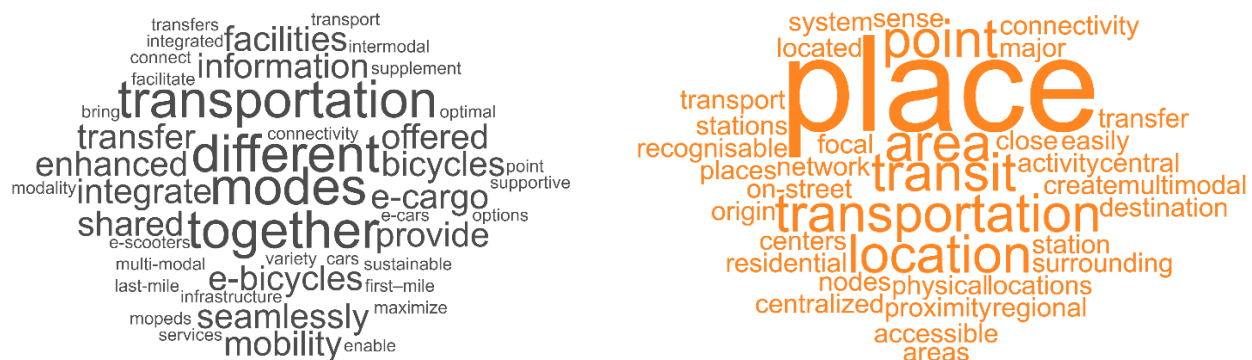 transfers transport
integrated facilities intermodal
connect information supplement
facilitate
bring transportation optimal
transfer connectivity offered
enhanced different bicycles point
modality integrate modes e-cargo supportive
shared together e-cars provide options
e-scooters
multi-modal variety cars sustainable
last-mile e-bicycles first–mile
infrastructure maximize
mopeds seamlessly
services mobility enable
system sense
located point connectivity
major
place
transport transfer
stations focal area close easily
recognisable
places network transit activity central
on-street create multimodal
origin transportation destination
centers location station
residential surrounding
nodes physical locations
centralized proximity regional
accessible
areas